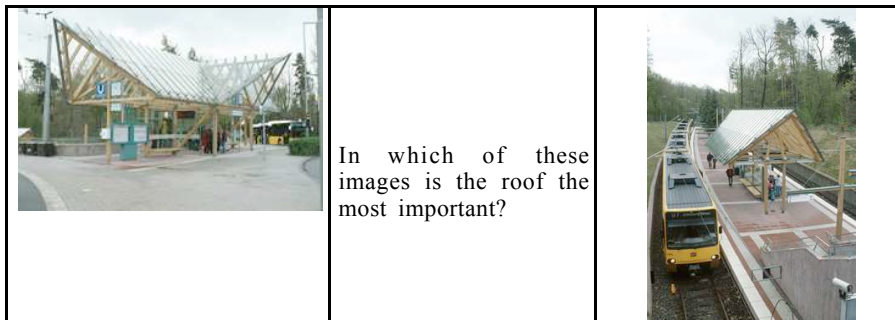 U
In which of these
images is the roof the
most important?